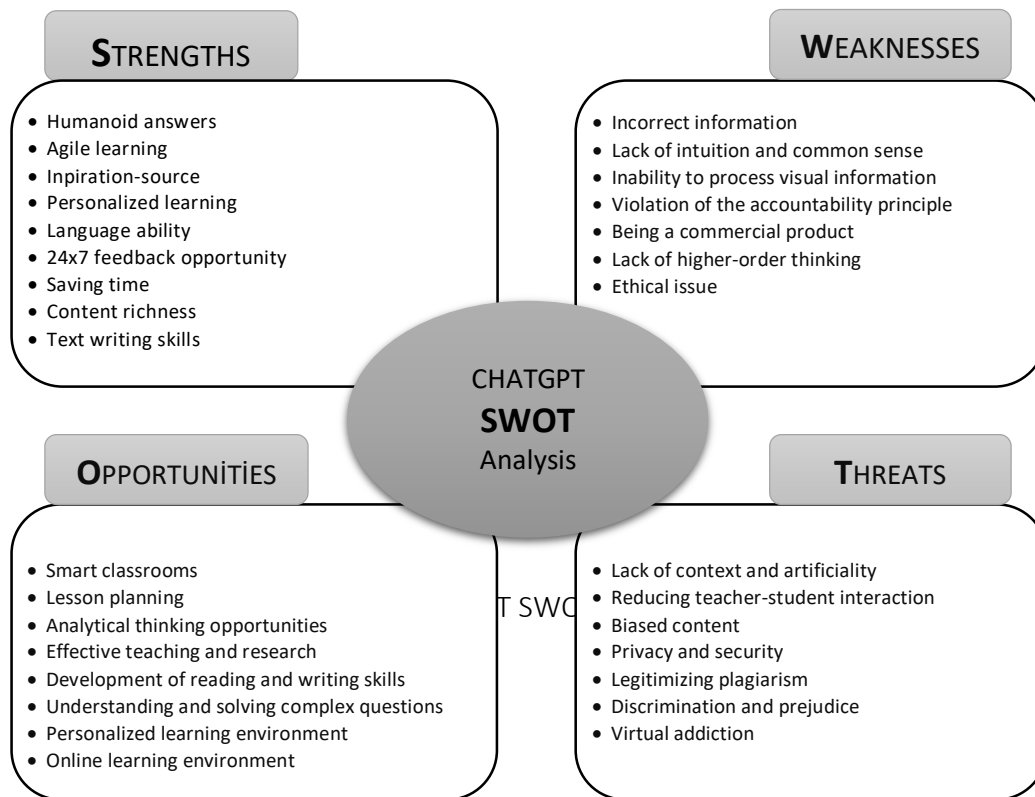 STRENGTHS
• Humanoid answers
• Agile learning
• Inpiration-source
• Personalized learning
• Language ability
• 24x7 feedback opportunity
• Saving time
• Content richness
• Text writing skills
WEAKNESSES
• Incorrect information
• Lack of intuition and common sense
• Inability to process visual information
• Violation of the accountability principle
• Being a commercial product
• Lack of higher-order thinking
• Ethical issue
CHATGPT
SWOT
Analysis
OPPORTUNİTİES
• Smart classrooms
• Lesson planning
• Analytical thinking opportunities
• Effective teaching and research
• Development of reading and writing skills
• Understanding and solving complex questions
• Personalized learning environment
• Online learning environment
T SWO
THREATS
• Lack of context and artificiality
• Reducing teacher-student interaction
• Biased content
• Privacy and security
• Legitimizing plagiarism
• Discrimination and prejudice
• Virtual addiction